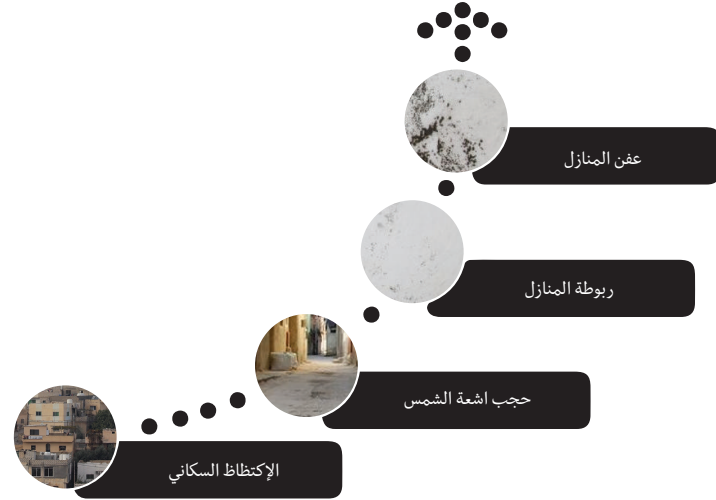 عفن المنازل
ربوطة المنازل
حجب اشعة الشمس
الإكتظاظ السكاني